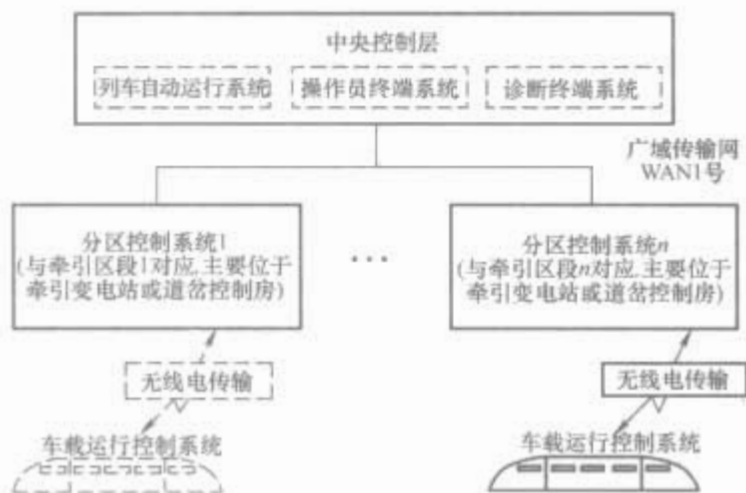 中央控制层
列车自动运行系统 操作员终端系统 诊断终端系统
广域传输网
WAN1号
分区控制系统1
(与牵引区段1对应,主要位于
牵引变电站或道岔控制房)
...
分区控制系统n
(与牵引区段n对应,主要位于
牵引变电站或道岔控制房)
无线电传输
无线电传输
车载运行控制系统
车载运行控制系统